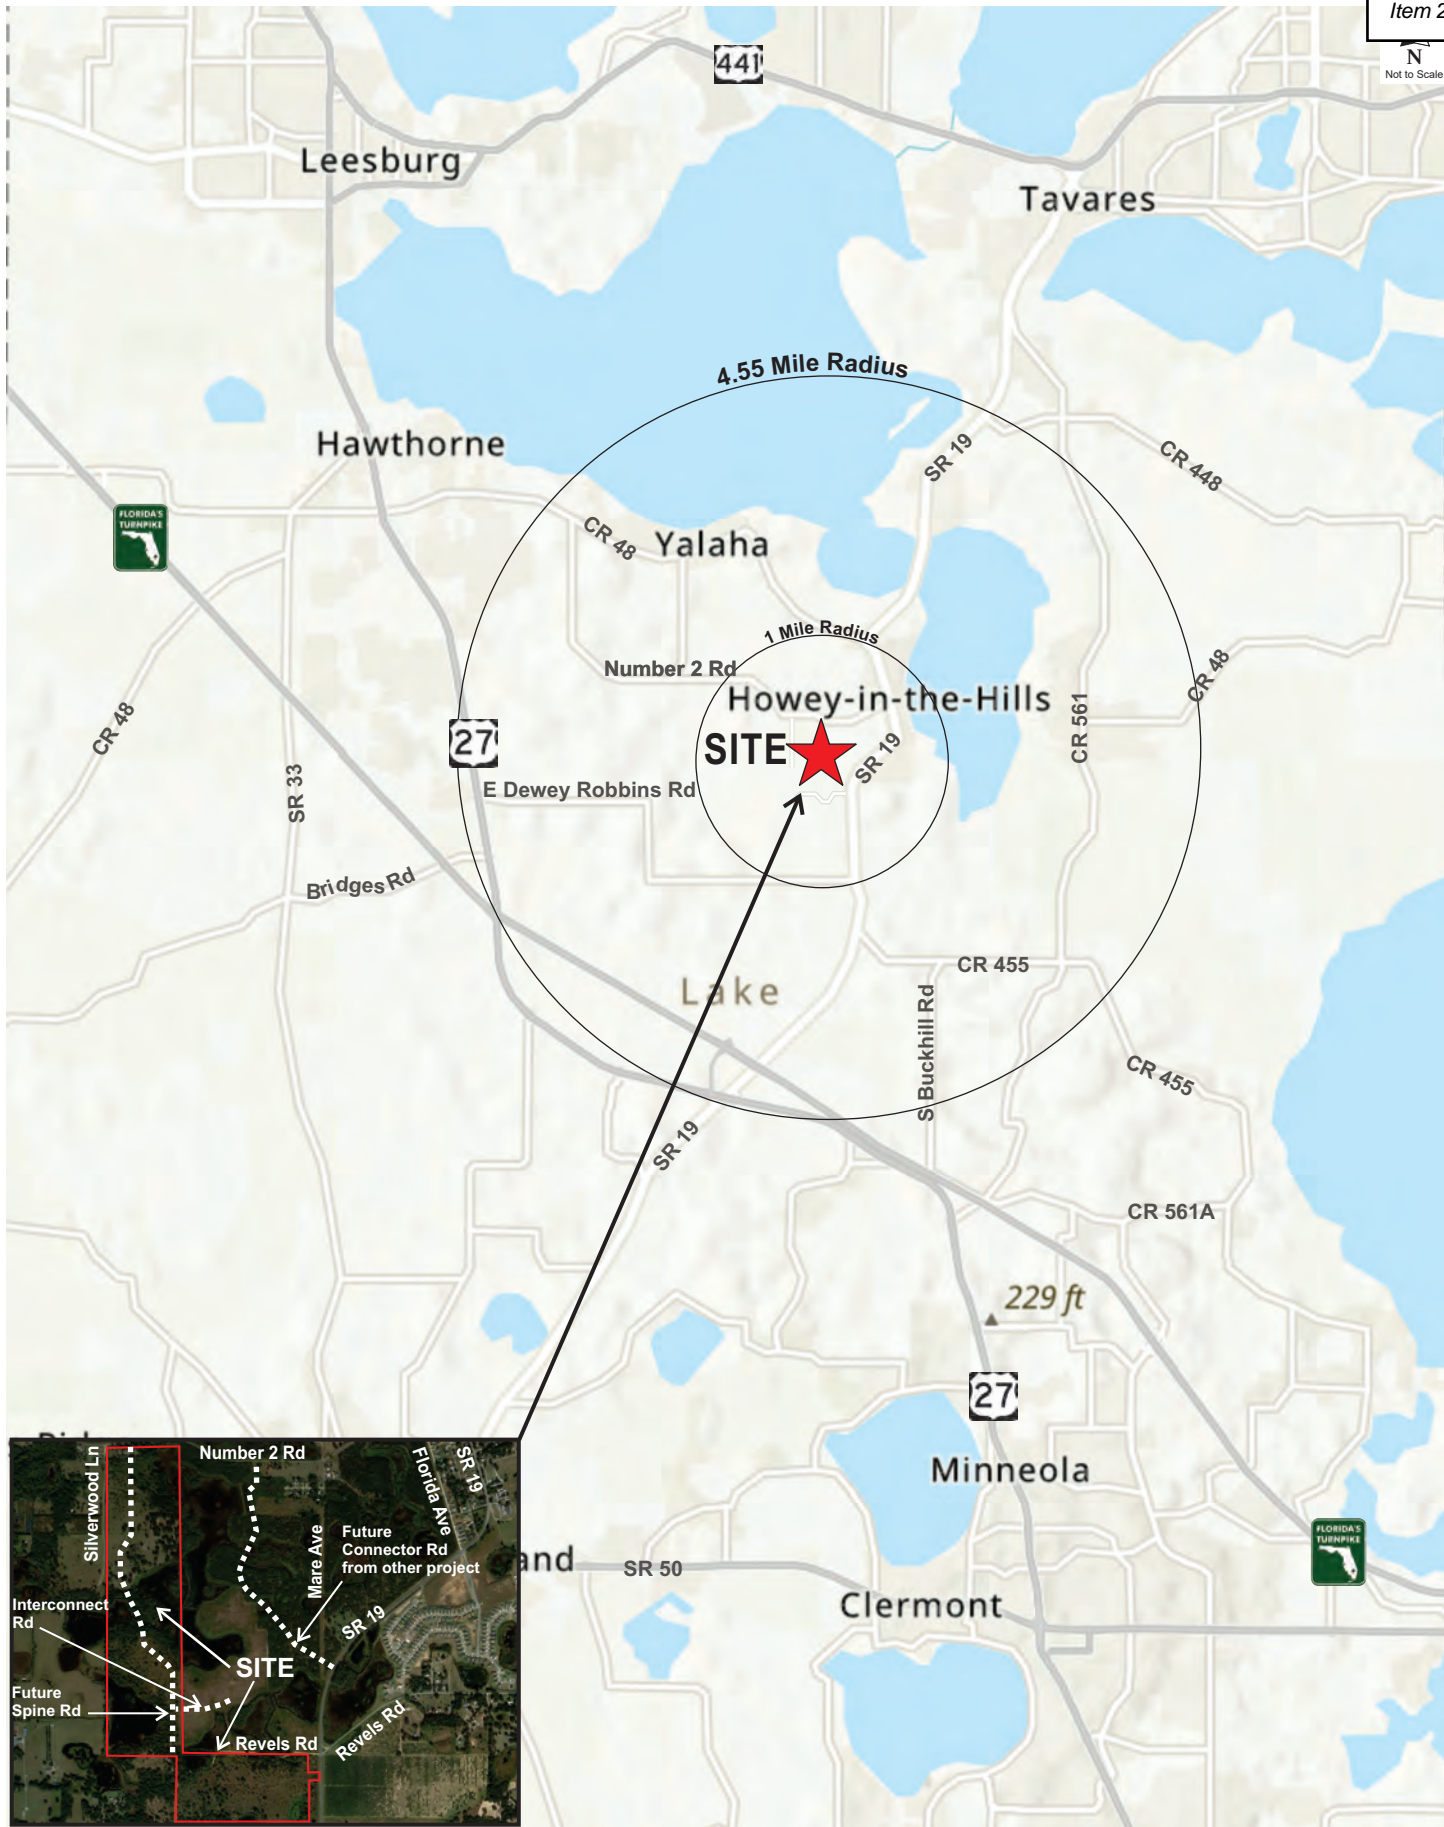 Item 2
N
Not to Scale
441
Leesburg
Tavares
4.55 Mile Radius
Hawthorne
SR 19
CR 448
FLORIDA'S
TURNPIKE
CR 48
Yalaha
1 Mile Radius
Number 2 Rd
CR 48
Howey-in-the-Hills
CR 48
27
SITE
SR 19
CR 561
SR 33
E Dewey Robbins Rd
Bridges Rd
CR 455
Lake
S Buckhill Rd
CR 455
SR 19
CR 561A
229 ft
27
Minneola
FLORIDA'S
TURNPIKE
and
SR 50
Clermont
Silverwood Ln
Number 2 Rd
Florida Ave
SR 19
Mare Ave
Future
Connector Rd
from other project
Interconnect
Rd
SR 19
SITE
Future
Spine Rd
Revels Rd
Revels Rd